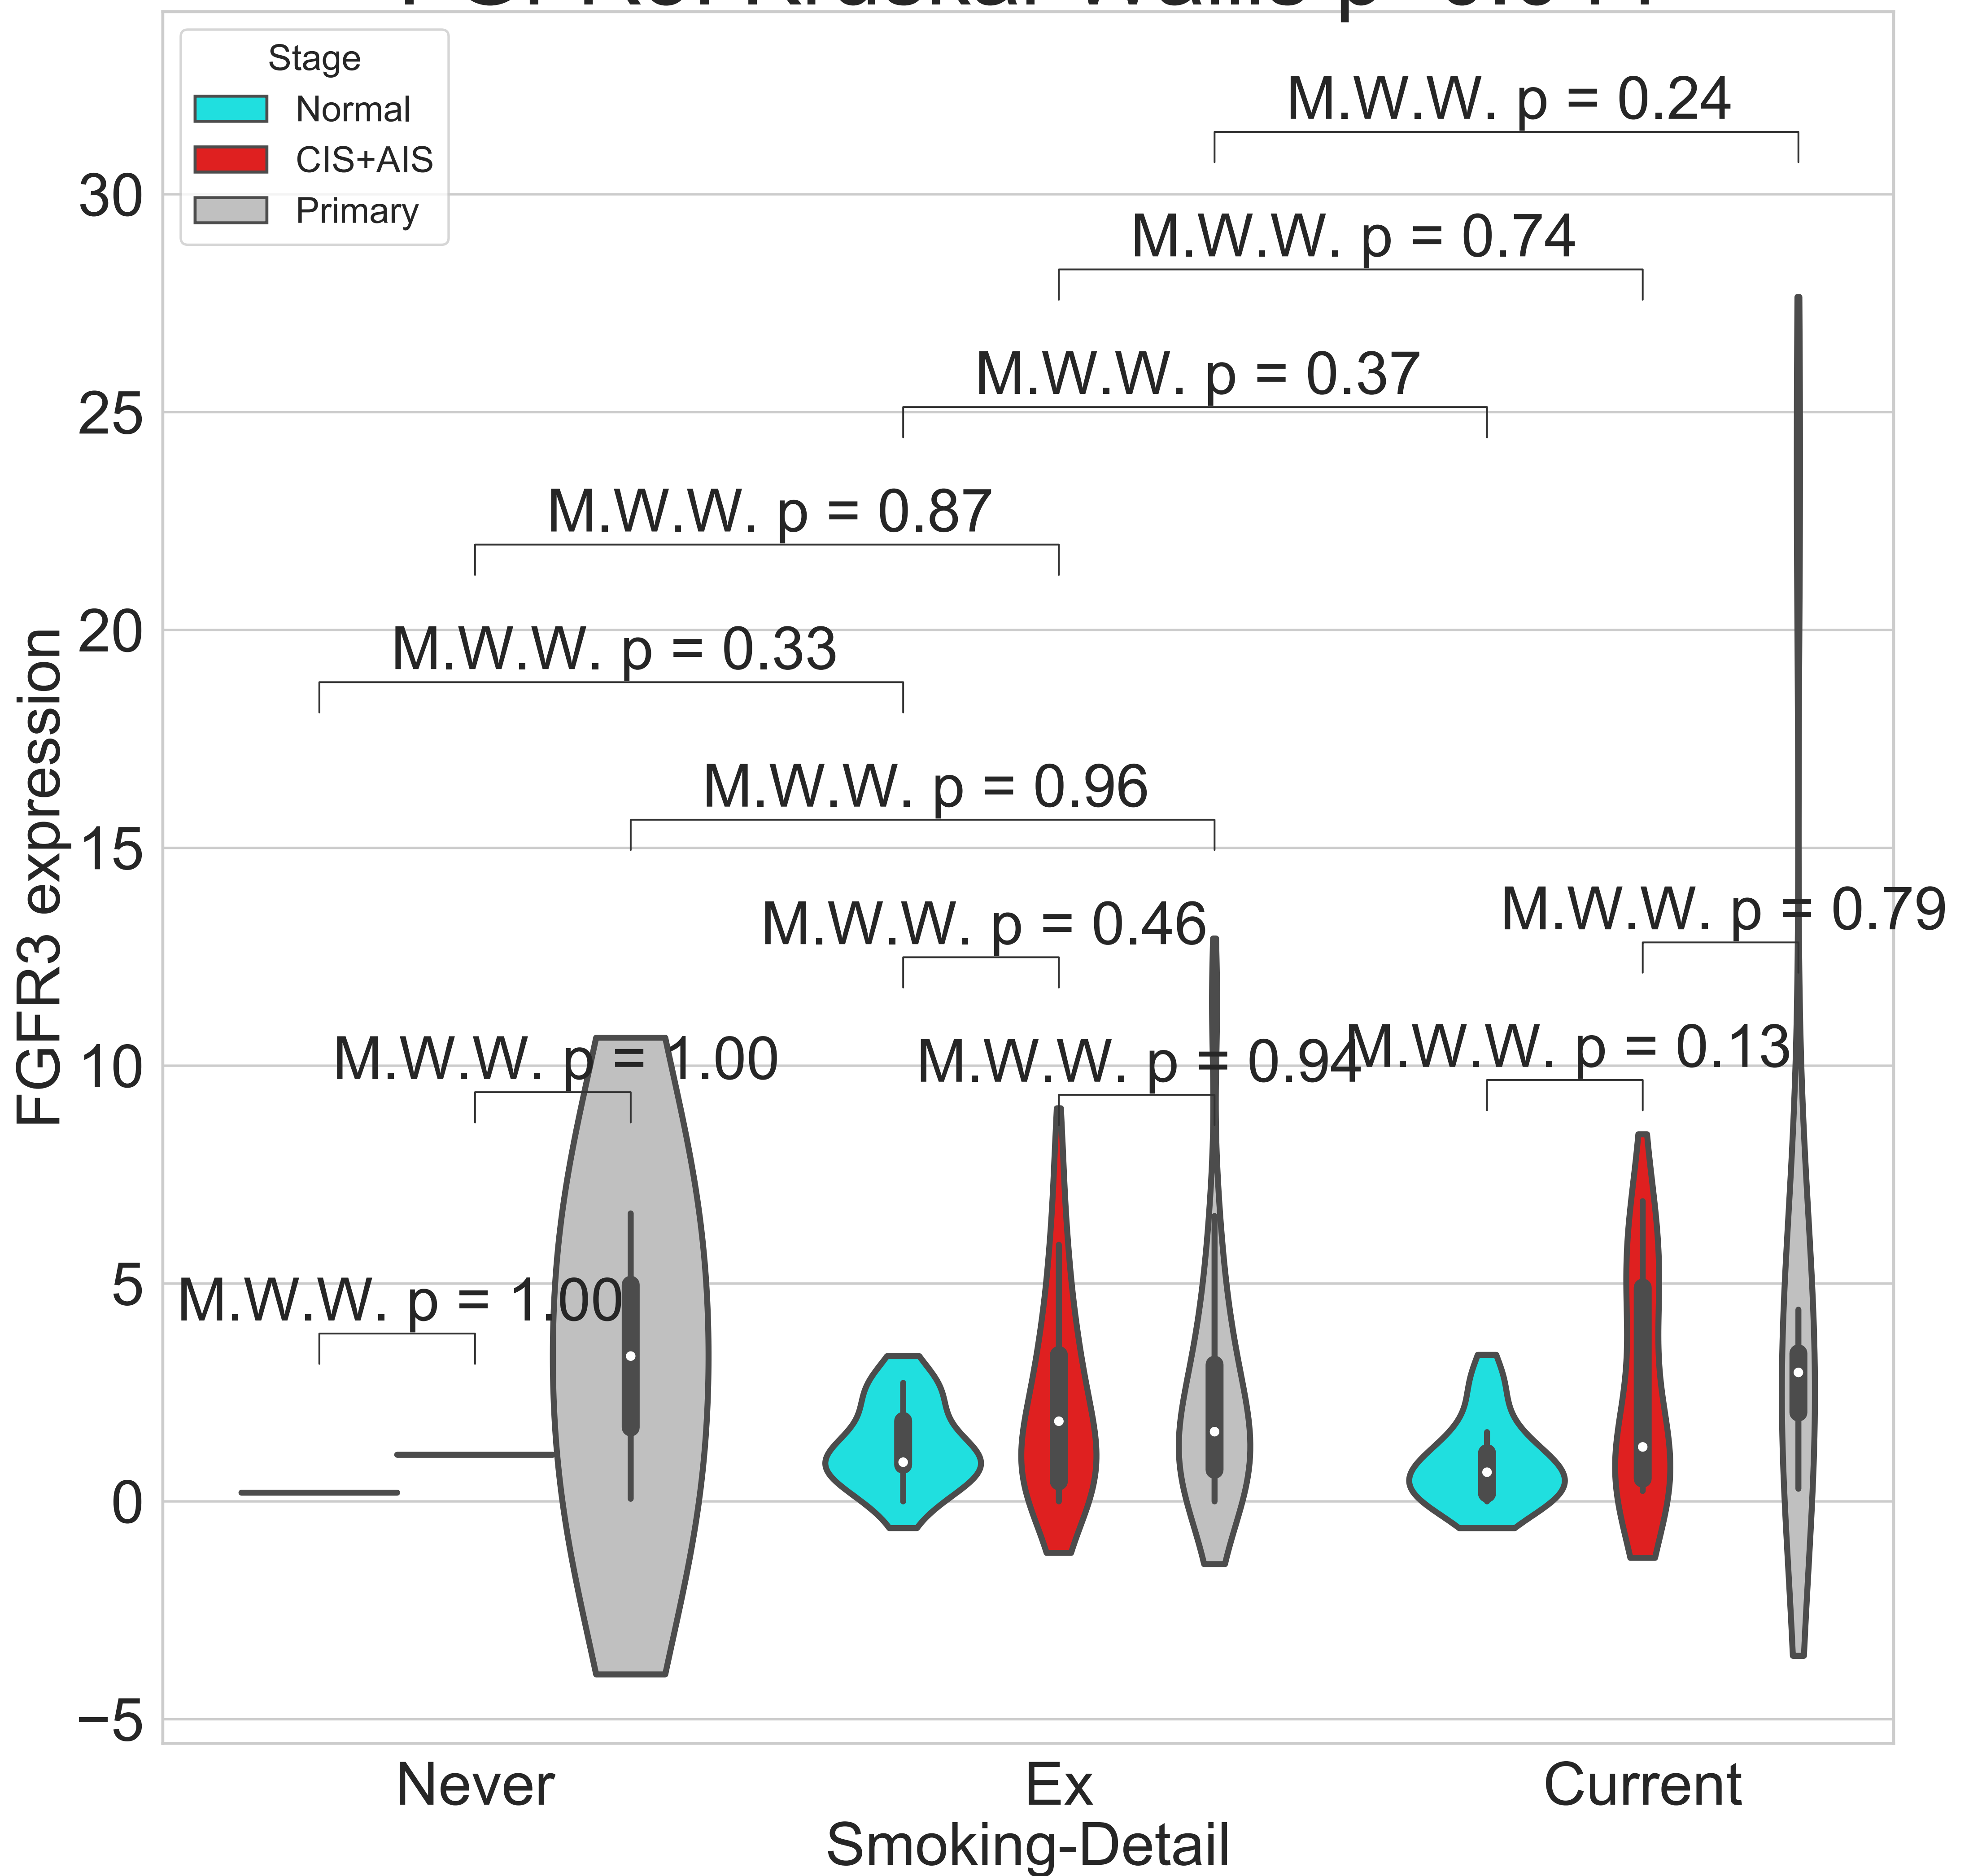 Stage
Normal
CIS+AIS
Primary
M.W.W. p = 0.24
M.W.W. p = 0.74
M.W.W. p = 0.37
M.W.W. p = 0.87
M.W.W. p = 0.33
M.W.W. p = 0.96
M.W.W. p = 0.46
M.W.W. p = 0.79
M.W.W. p = 1.00
M.W.W. p = 0.94
M.W.W. p = 0.13
M.W.W. p = 1.00
30
25
20
15
10
5
0
−5
FGFR3 expression
Never
Ex
Current
Smoking-Detail